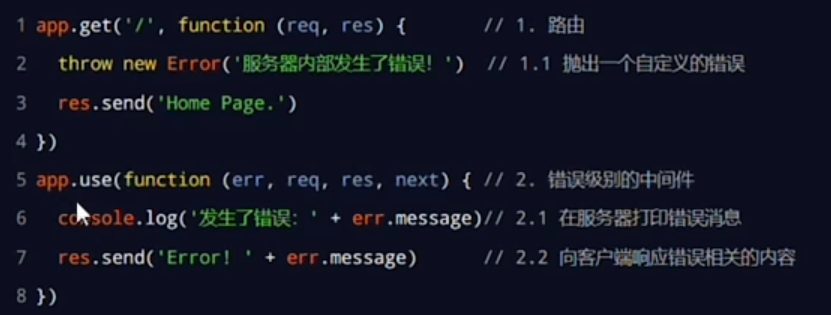 1 app.get('/', function (req, res) { // 1. 路由
2 throw new Error('服务器内部发生了错误！') // 1.1 抛出一个自定义的错误
3 res.send('Home Page.')
4 })
5 app.use(function (err, req, res, next) { // 2. 错误级别的中间件
6 console.log('发生了错误：' + err.message)// 2.1 在服务器打印错误消息
7 res.send('Error! ' + err.message) // 2.2 向客户端响应错误相关的内容
8 })